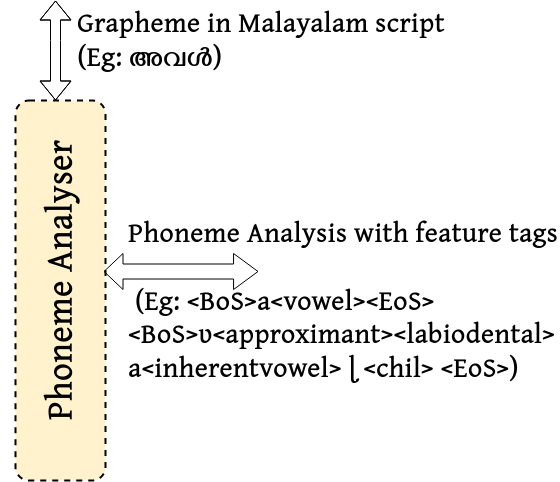 Grapheme in Malayalam script
(Eg: അവൾ)
Phoneme Analyser
Phoneme Analysis with feature tags
(Eg: <BoS>a<vowel><EoS>
<BoS>ʋ<approximant><labiodental>
a<inherentvowel> ɭ <chil> <EoS>)